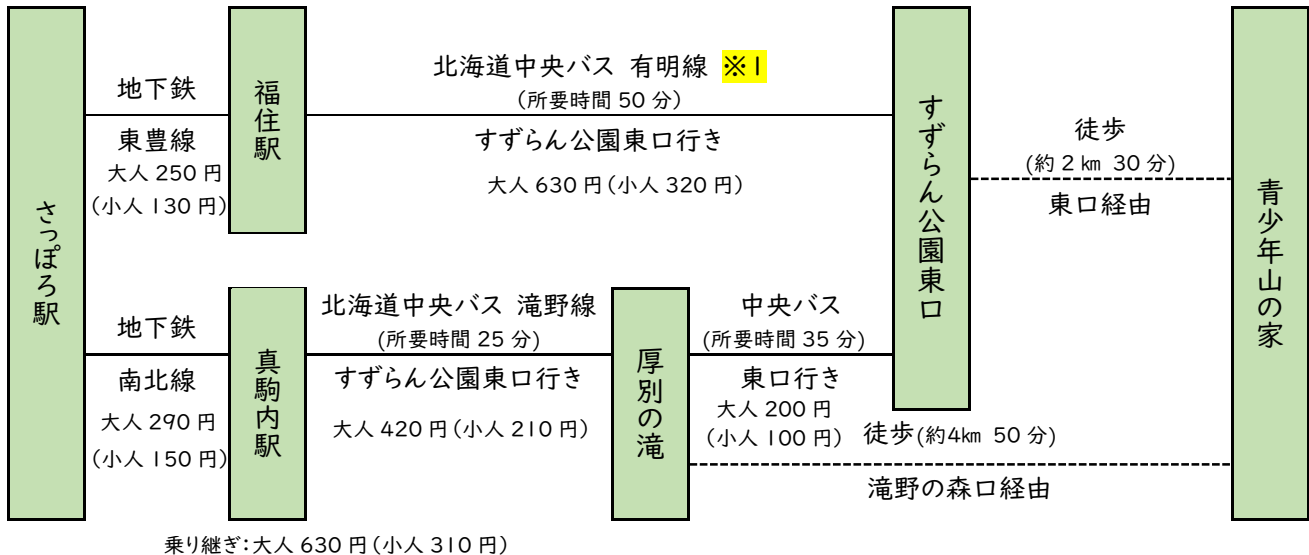 さっぽろ駅
地下鉄
東豊線
大人 250 円
(小人 130 円)
福住駅
北海道中央バス 有明線 ※1
(所要時間 50 分)
すずらん公園東口行き
大人 630 円(小人 320 円)
すずらん公園東口
徒歩
(約 2 ㎞ 30 分)
東口経由
青少年山の家
地下鉄
南北線
大人 290 円
(小人 150 円)
真駒内駅
北海道中央バス 滝野線
(所要時間 25 分)
すずらん公園東口行き
大人 420 円(小人 210 円)
厚別の滝
中央バス
(所要時間 35 分)
東口行き
大人 200 円
(小人 100 円)
徒歩(約4㎞ 50 分)
滝野の森口経由
乗り継ぎ:大人 630 円(小人 310 円)